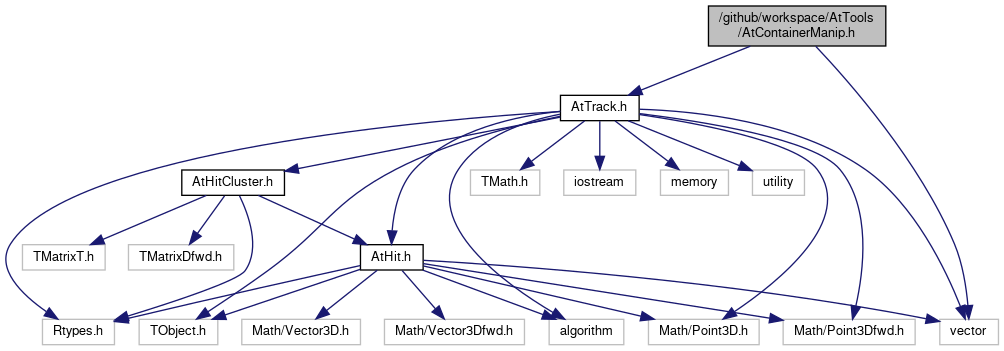 /github/workspace/AtTools
/AtContainerManip.h
AtTrack.h
AtHitCluster.h
TMath.h
iostream
memory
utility
TMatrixT.h
TMatrixDfwd.h
AtHit.h
Rtypes.h
TObject.h
Math/Vector3D.h
Math/Vector3Dfwd.h
algorithm
Math/Point3D.h
Math/Point3Dfwd.h
vector